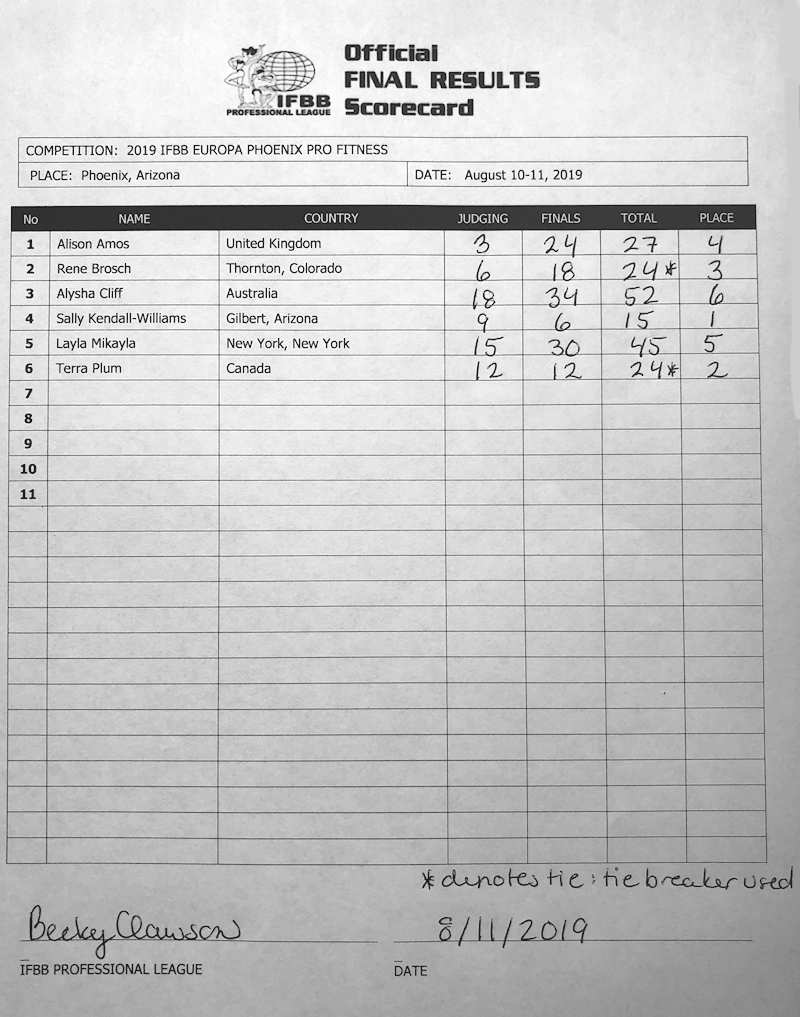 Official
FINAL RESULTS
Scorecard
IFBB
PROFESSIONAL LEAGUE
COMPETITION: 2019 IFBB EUROPA PHOENIX PRO FITNESS
PLACE: Phoenix, Arizona DATE: August 10-11, 2019
No NAME COUNTRY JUDGING FINALS TOTAL PLACE
1 Alison Amos United Kingdom 3 24 27 4
2 Rene Brosch Thornton, Colorado 6 18 24* 3
3 Alysha Cliff Australia 18 34 52 6
4 Sally Kendall-Williams Gilbert, Arizona 9 6 15 1
5 Layla Mikayla New York, New York 15 30 45 5
6 Terra Plum Canada 12 12 24* 2
7
8
9
10
11
* denotes tie : tie breaker used
Becky Clawson 8/11/2019
IFBB PROFESSIONAL LEAGUE DATE